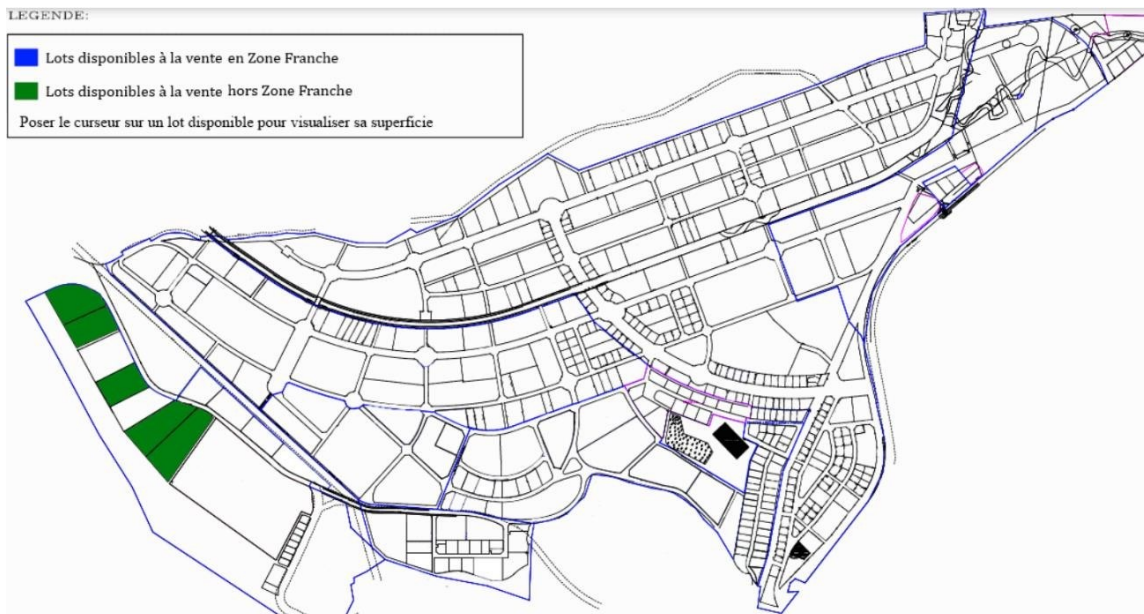 LEGENDE:
Lots disponibles à la vente en Zone Franche
Lots disponibles à la vente hors Zone Franche
Poser le curseur sur un lot disponible pour visualiser sa superficie